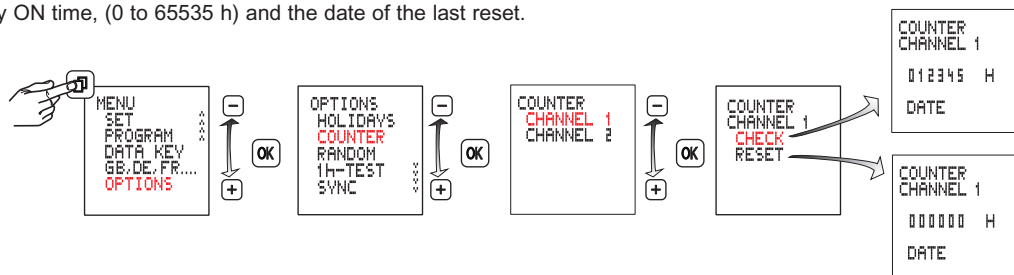 y ON time, (0 to 65535 h) and the date of the last reset.
MENU
SET
PROGRAM
DATA KEY
GB,DE,FR....
OPTIONS
−
OK
+
OPTIONS
HOLIDAYS
COUNTER
RANDOM
1h-TEST
SYNC
−
OK
+
COUNTER
CHANNEL 1
CHANNEL 2
−
OK
+
COUNTER
CHANNEL 1
CHECK
RESET
COUNTER
CHANNEL 1
012345 H
DATE
COUNTER
CHANNEL 1
000000 H
DATE